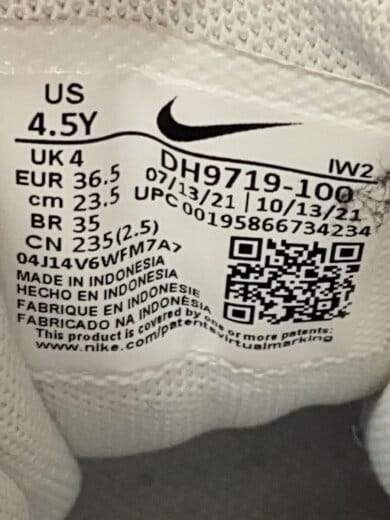 US
4.5Y
IW2
UK 4
EUR 36.5
cm 23.5
BR 35
CN 235(2.5)
DH9719-100
07/13/21 | 10/13/21
UPC 00195866734234
04J14V6WFM7A7
MADE IN INDONESIA
HECHO EN INDONESIA
FABRIQUE EN INDONESIE
FABRICADO NA INDONESIA
This product is covered by one or more patents:
www.nike.com/patentsvirtualmarking